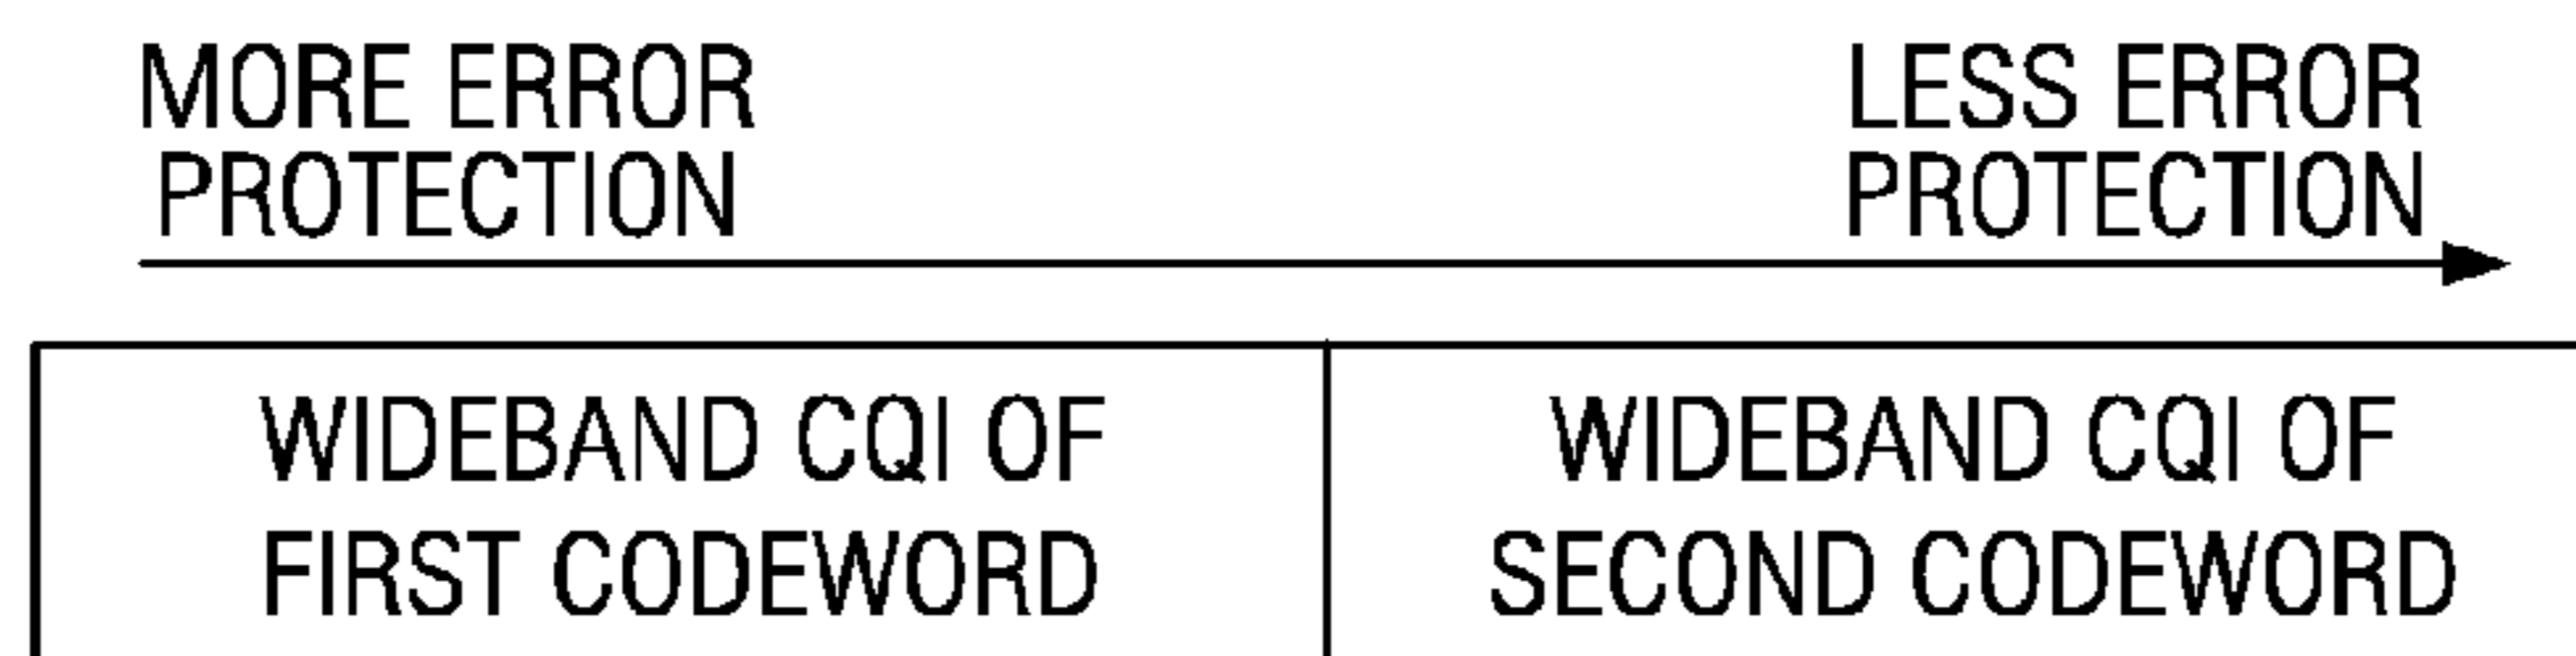 MORE ERROR
PROTECTION
LESS ERROR
PROTECTION
WIDEBAND CQI OF
FIRST CODEWORD
WIDEBAND CQI OF
SECOND CODEWORD